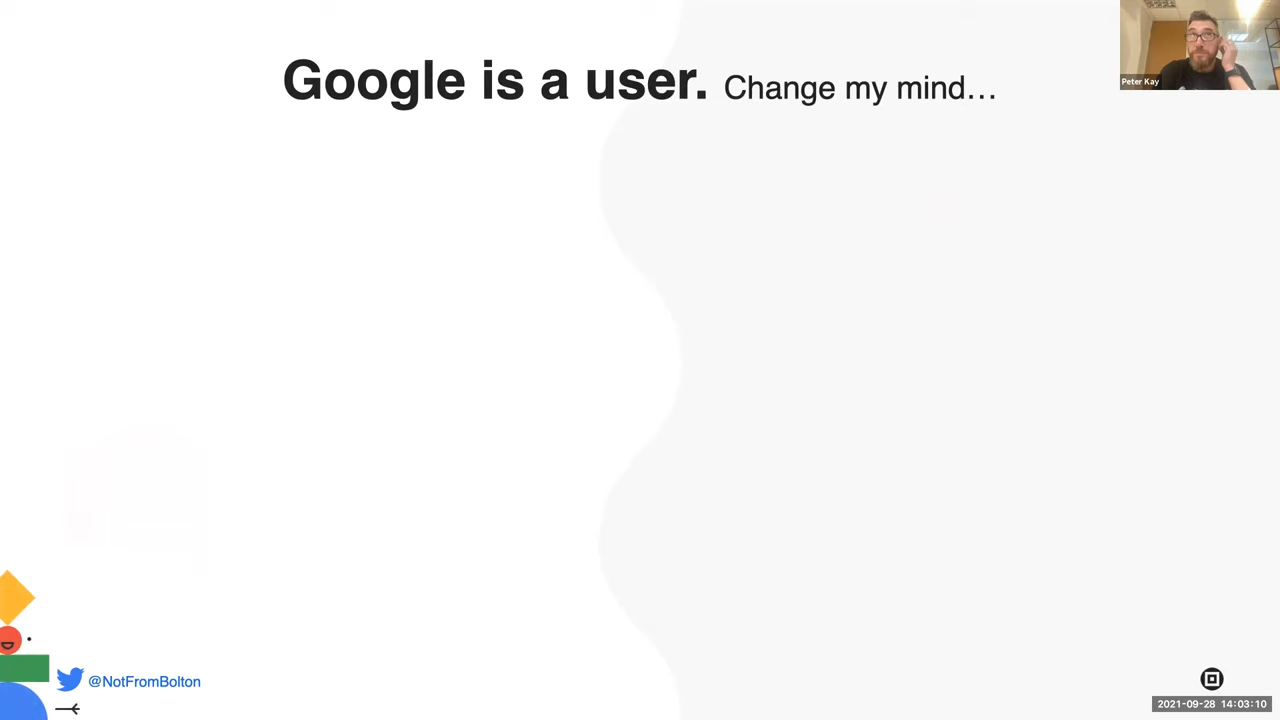 Google is a user. Change my mind…
Peter Kay
@NotFromBolton
2021-09-28 14:03:10